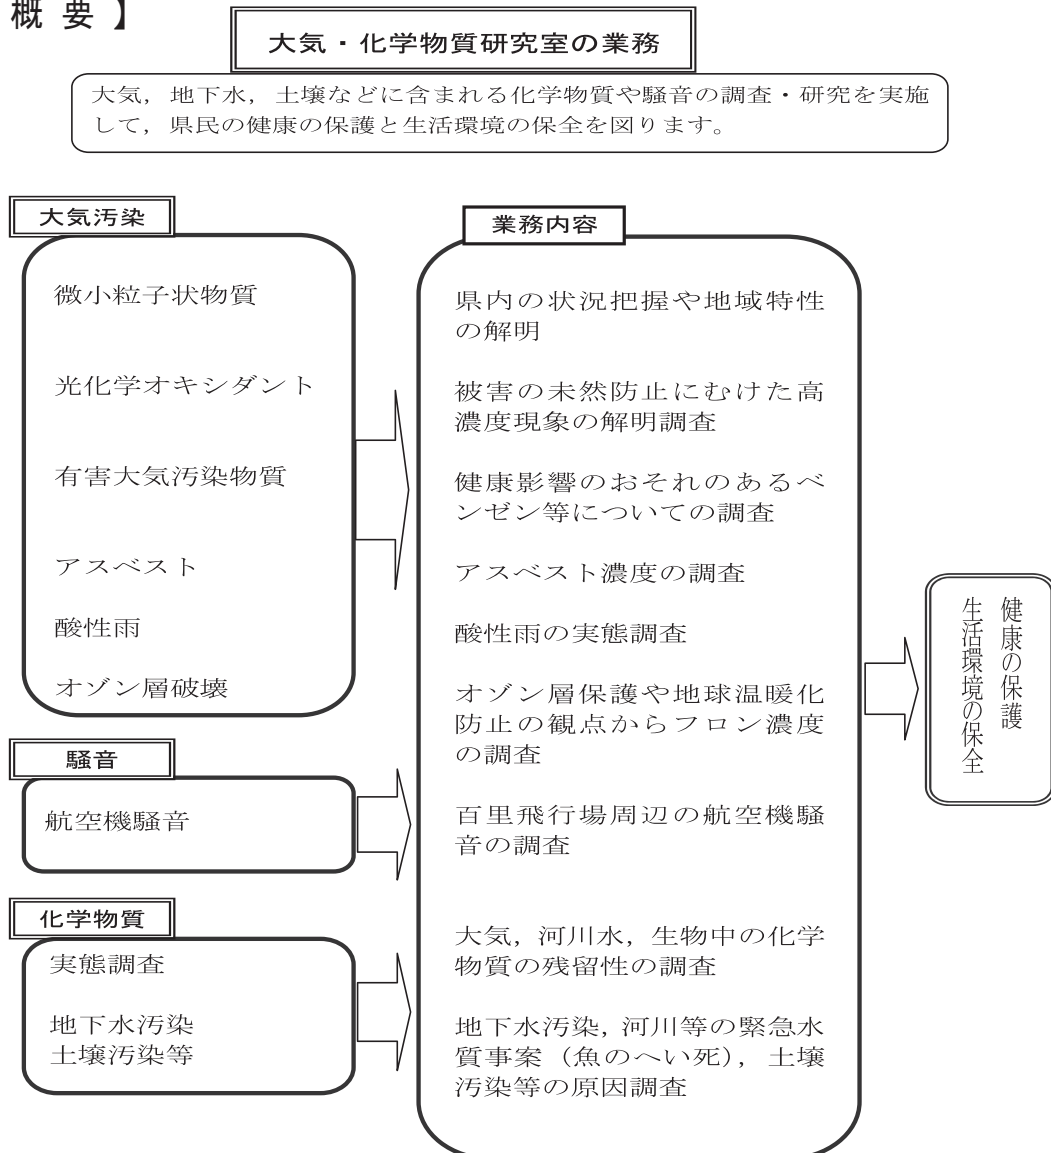 概 要 】
大気・化学物質研究室の業務
大気，地下水，土壌などに含まれる化学物質や騒音の調査・研究を実施
して，県民の健康の保護と生活環境の保全を図ります。
大気汚染
微小粒子状物質
光化学オキシダント
有害大気汚染物質
アスベスト
酸性雨
オゾン層破壊
騒音
航空機騒音
化学物質
実態調査
地下水汚染
土壌汚染等
業務内容
県内の状況把握や地域特性
の解明
被害の未然防止にむけた高
濃度現象の解明調査
健康影響のおそれのあるベ
ンゼン等についての調査
アスベスト濃度の調査
酸性雨の実態調査
オゾン層保護や地球温暖化
防止の観点からフロン濃度
の調査
百里飛行場周辺の航空機騒
音の調査
大気，河川水，生物中の化学
物質の残留性の調査
地下水汚染，河川等の緊急水
質事案（魚のへい死），土壌
汚染等の原因調査
健康の保護
生活環境の保全